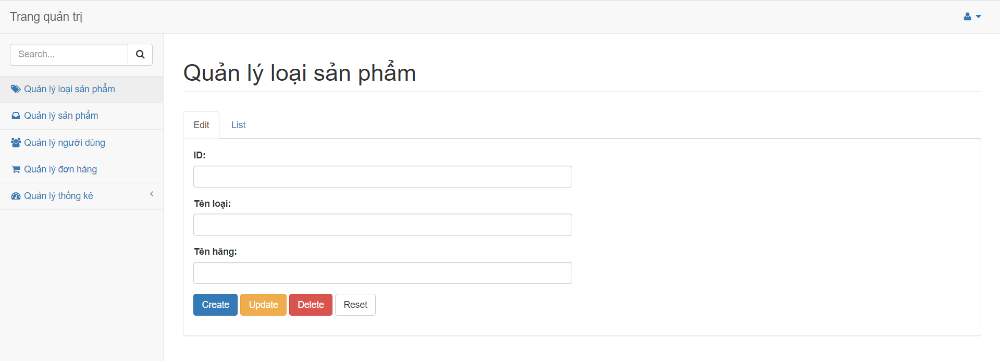 Trang quản trị
Search...
Quản lý loại sản phẩm
Quản lý sản phẩm
Quản lý người dùng
Quản lý đơn hàng
Quản lý thống kê
Quản lý loại sản phẩm
Edit List
ID:
Tên loại:
Tên hãng:
Create Update Delete Reset